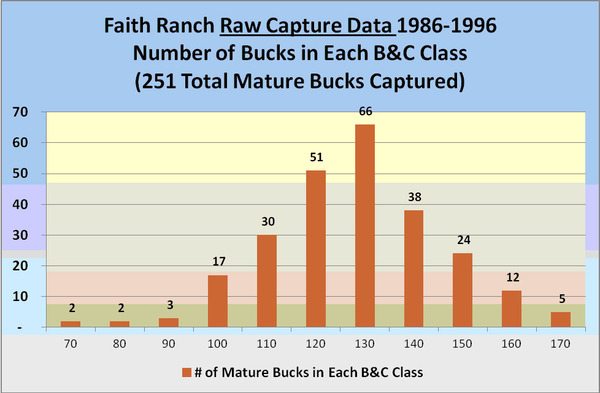 Faith Ranch Raw Capture Data 1986-1996
Number of Bucks in Each B&C Class
(251 Total Mature Bucks Captured)
70
60
50
40
30
20
10
-
2 2 3 17 30 51 66 38 24 12 5
70 80 90 100 110 120 130 140 150 160 170
# of Mature Bucks in Each B&C Class